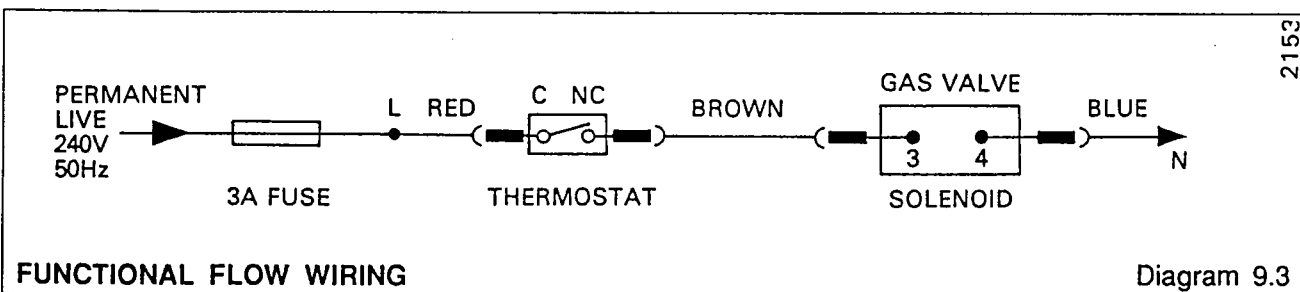 2153
PERMANENT
LIVE
240V
50Hz
3A FUSE
L RED
C NC
THERMOSTAT
BROWN
GAS VALVE
3 4
SOLENOID
BLUE
N
FUNCTIONAL FLOW WIRING
Diagram 9.3